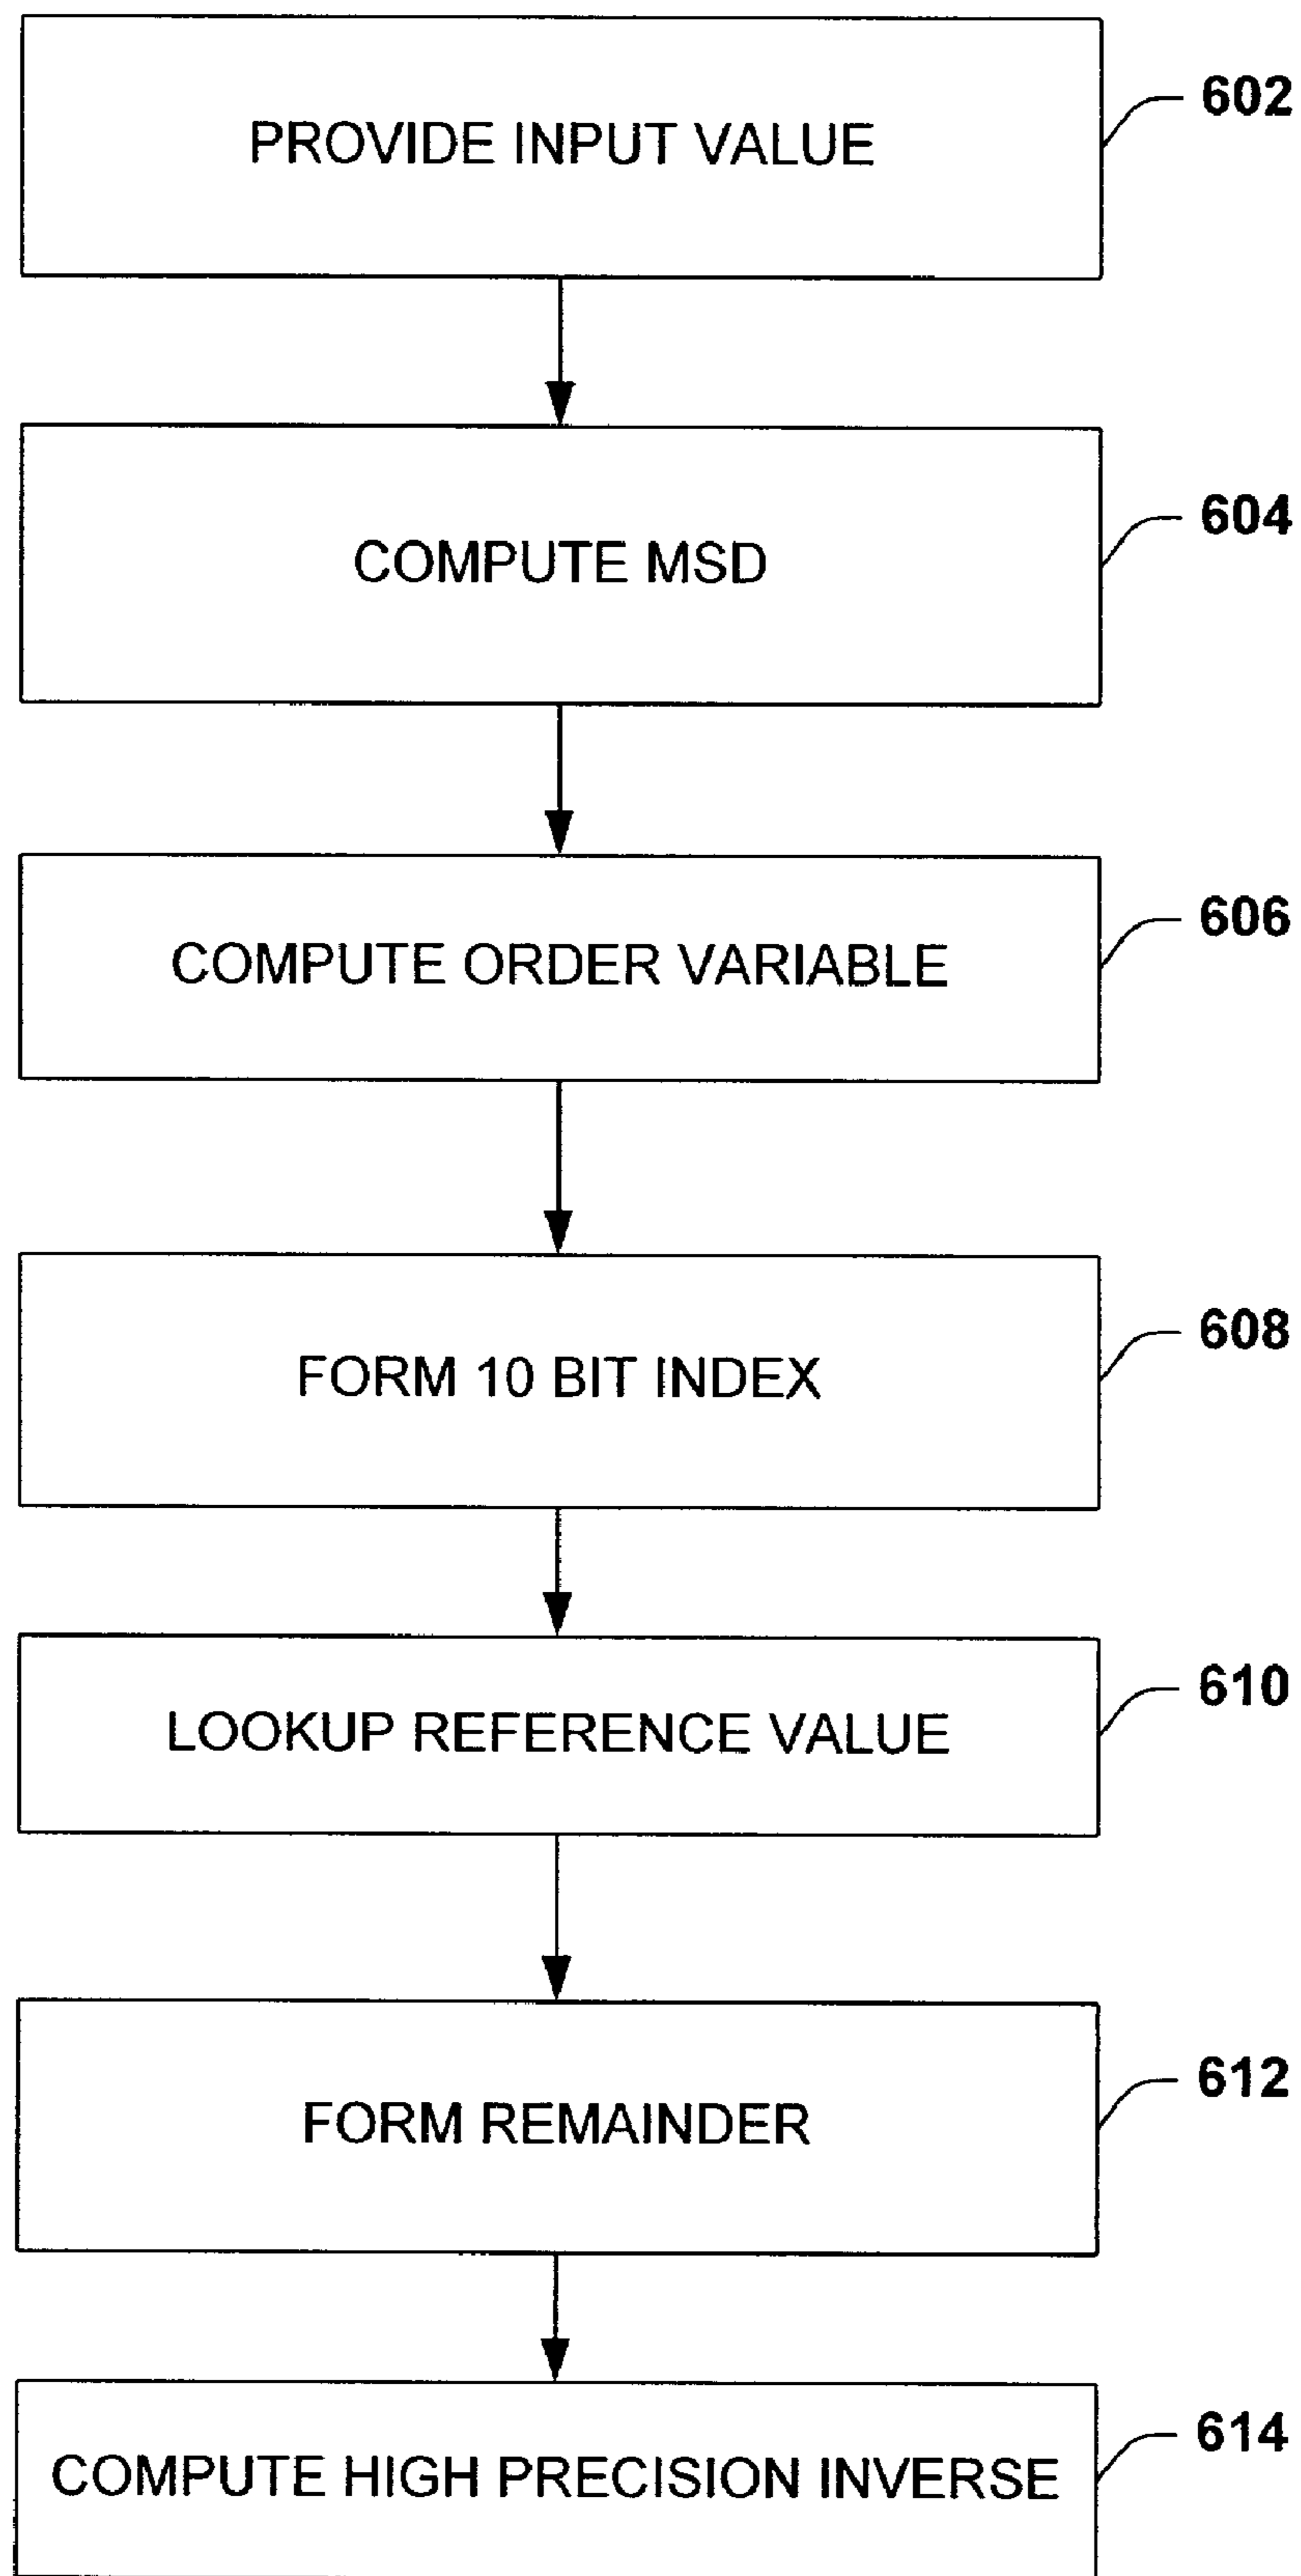 PROVIDE INPUT VALUE
602
COMPUTE MSD
604
COMPUTE ORDER VARIABLE
606
FORM 10 BIT INDEX
608
LOOKUP REFERENCE VALUE
610
FORM REMAINDER
612
COMPUTE HIGH PRECISION INVERSE
614